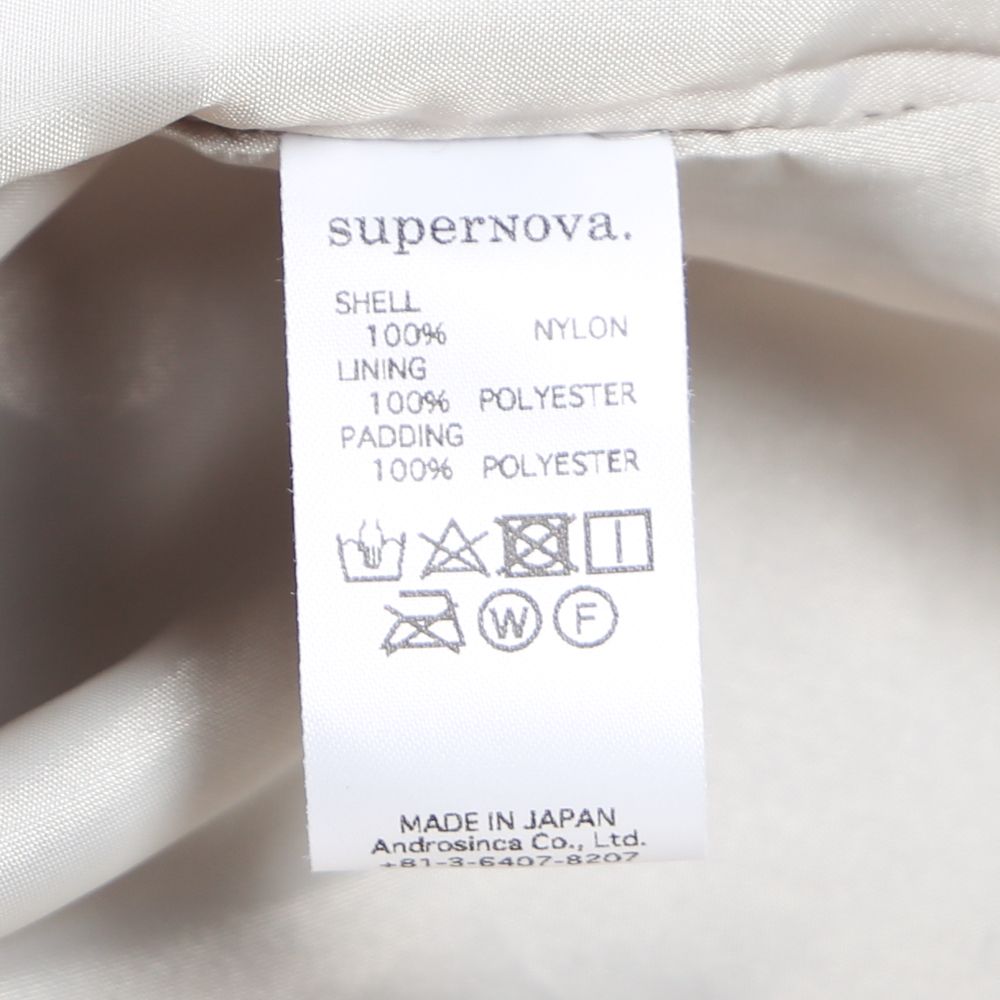 superNova.
SHELL
100% NYLON
LINING
100% POLYESTER
PADDING
100% POLYESTER
W F
MADE IN JAPAN
Androsinca Co., Ltd.
+81-3-6407-8207